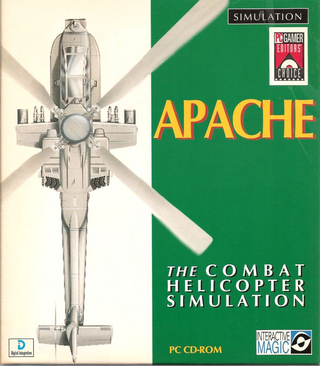 SIMULATION
PC GAMER
EDITORS'
CHOICE
APACHE
THE COMBAT
HELICOPTER
SIMULATION
D
Digital Integration
PC CD-ROM
INTERACTIVE
MAGIC